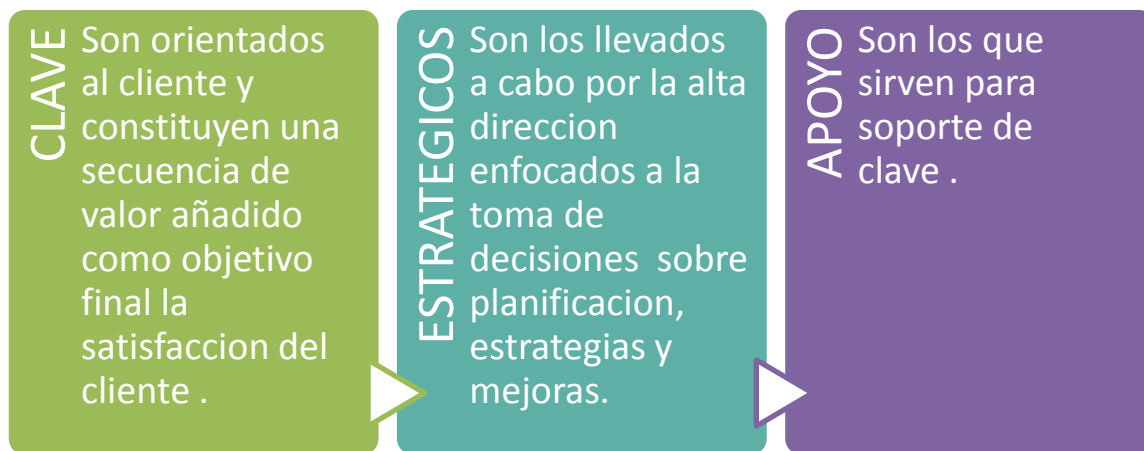 CLAVE
Son orientados
al cliente y
constituyen una
secuencia de
valor añadido
como objetivo
final la
satisfaccion del
cliente .
ESTRATEGICOS
Son los llevados
a cabo por la alta
direccion
enfocados a la
toma de
decisiones  sobre
planificacion,
estrategias y
mejoras.
APOYO
Son los que
sirven para
soporte de
clave .